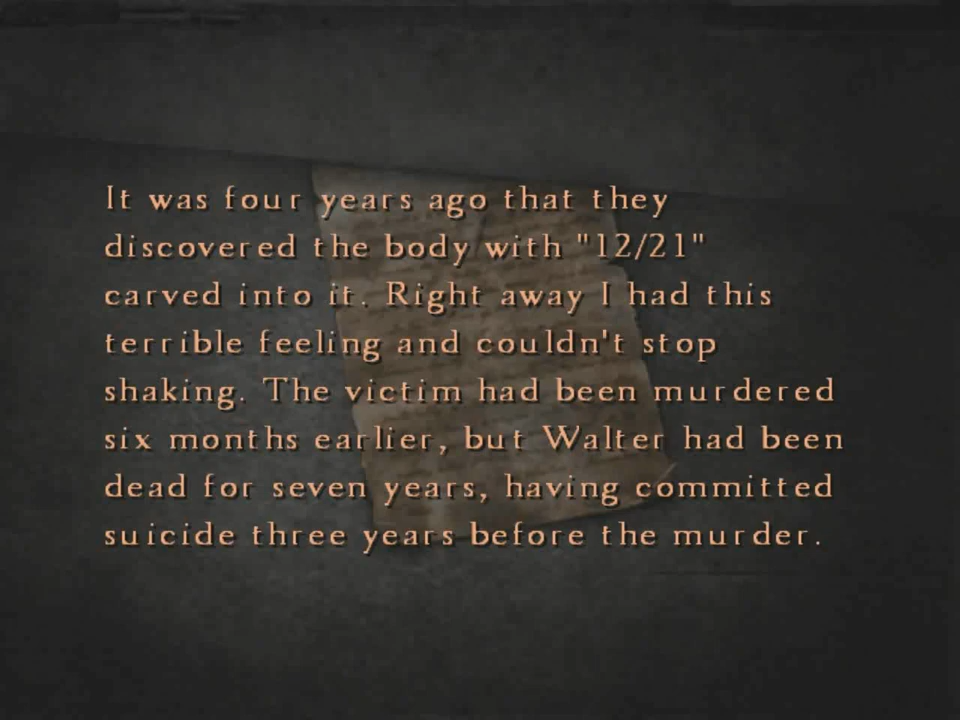 It was four years ago that they
discovered the body with "12/21"
carved into it. Right away I had this
terrible feeling and couldn't stop
shaking. The victim had been murdered
six months earlier, but Walter had been
dead for seven years, having committed
suicide three years before the murder.